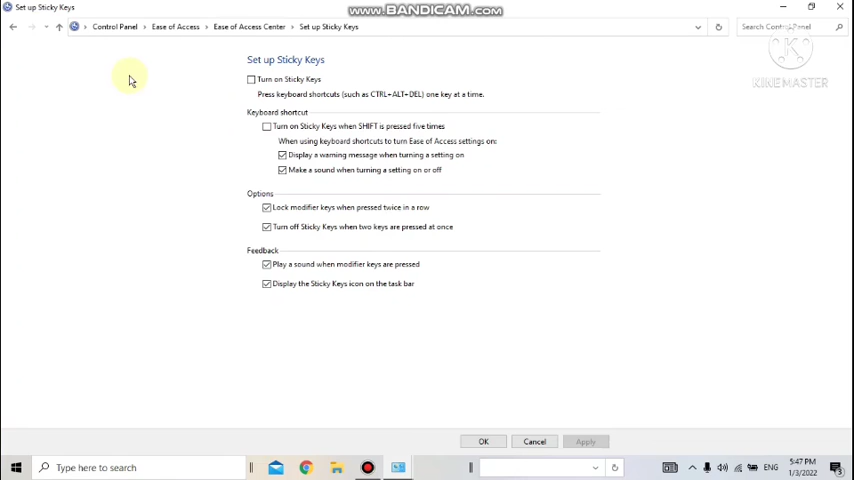 Set up Sticky Keys
www.BANDICAM.com
Control Panel > Ease of Access > Ease of Access Center > Set up Sticky Keys
Search Control Panel
KINEMASTER
Set up Sticky Keys
Turn on Sticky Keys
Press keyboard shortcuts (such as CTRL+ALT+DEL) one key at a time.
Keyboard shortcut
Turn on Sticky Keys when SHIFT is pressed five times
When using keyboard shortcuts to turn Ease of Access settings on:
Display a warning message when turning a setting on
Make a sound when turning a setting on or off
Options
Lock modifier keys when pressed twice in a row
Turn off Sticky Keys when two keys are pressed at once
Feedback
Play a sound when modifier keys are pressed
Display the Sticky Keys icon on the task bar
OK
Cancel
Apply
Type here to search
ENG
5:47 PM
1/3/2022
3